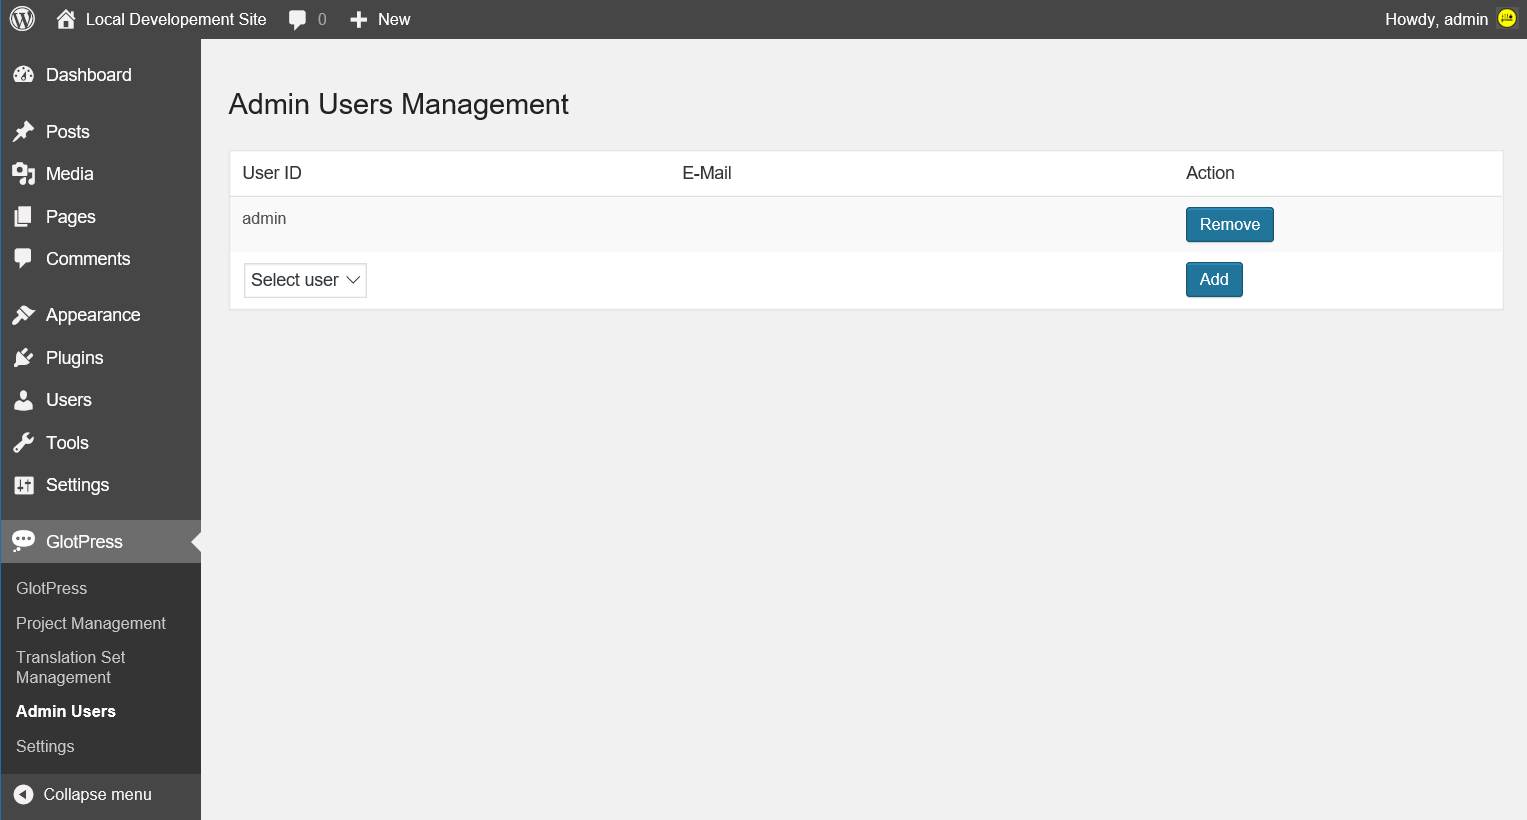 Local Developement Site 0 New Howdy, admin
Dashboard
Posts
Media
Pages
Comments
Appearance
Plugins
Users
Tools
Settings
GlotPress
GlotPress
Project Management
Translation Set
Management
Admin Users
Settings
Collapse menu
Admin Users Management
User ID E-Mail Action
admin Remove
Select user Add